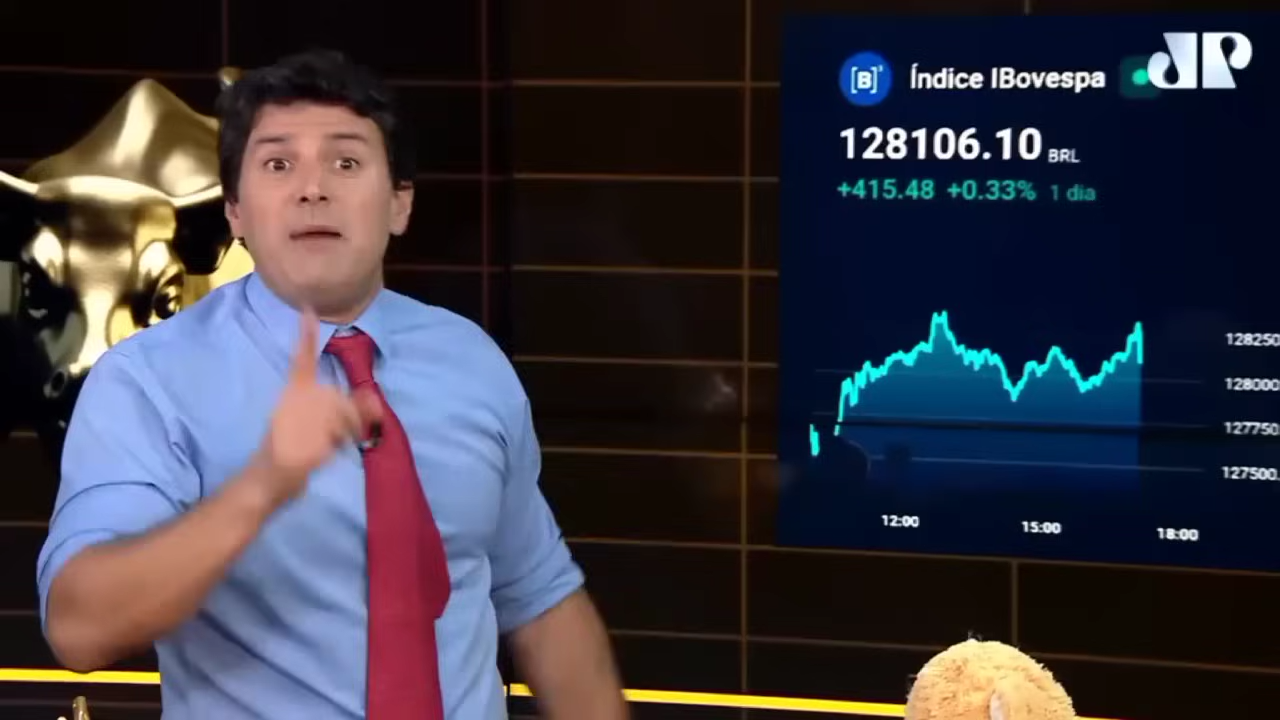 JP
[B]³ Índice IBovespa
128106.10 BRL
+415.48 +0.33% 1 dia
128250
128000
127750
127500.
12:00 15:00 18:00